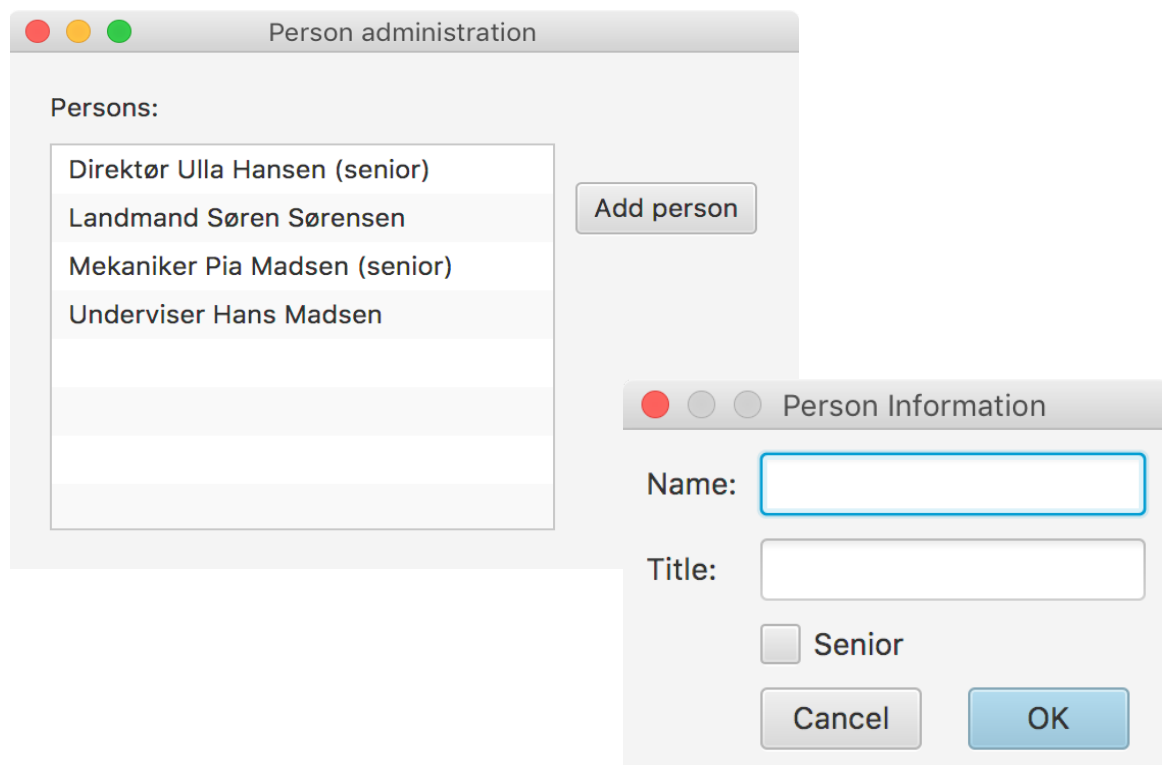 Person administration
Persons:
Direktør Ulla Hansen (senior)
Landmand Søren Sørensen
Mekaniker Pia Madsen (senior)
Underviser Hans Madsen
Add person
Person Information
Name:
Title:
Senior
Cancel
OK